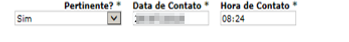 Pertinente? * Data de Contato * Hora de Contato *
Sim 08:24